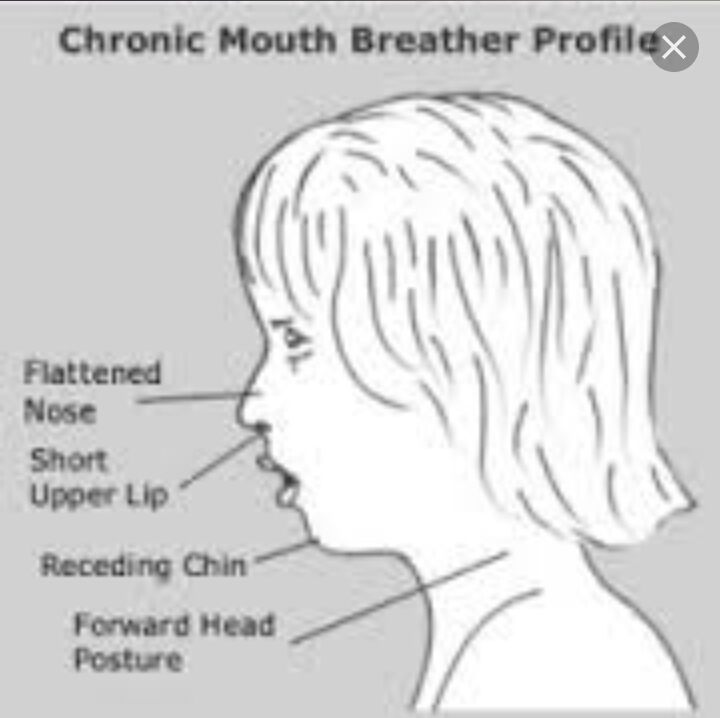 Chronic Mouth Breather Profile
Flattened
Nose
Short
Upper Lip
Receding Chin
Forward Head
Posture